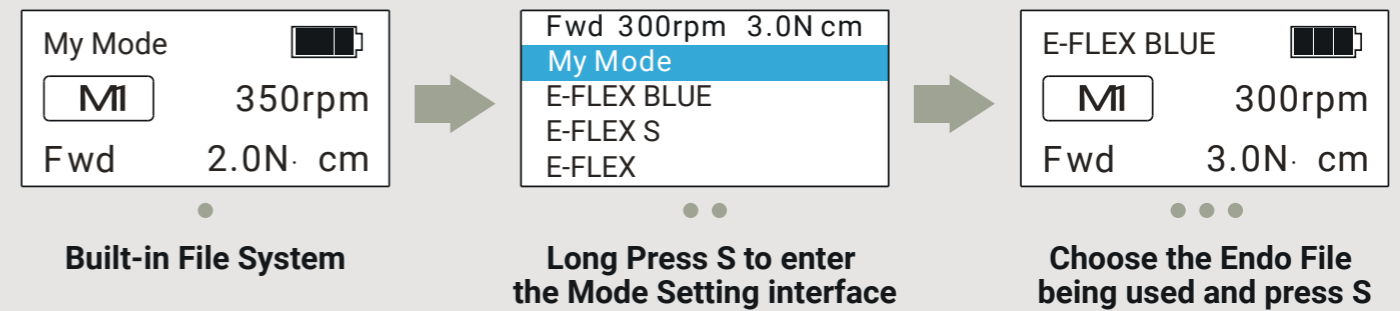 My Mode
M1
350rpm
Fwd
2.0N· cm
Built-in File System
Fwd 300rpm 3.0N cm
My Mode
E-FLEX BLUE
E-FLEX S
E-FLEX
Long Press S to enter
the Mode Setting interface
E-FLEX BLUE
M1
300rpm
Fwd
3.0N· cm
Choose the Endo File
being used and press S